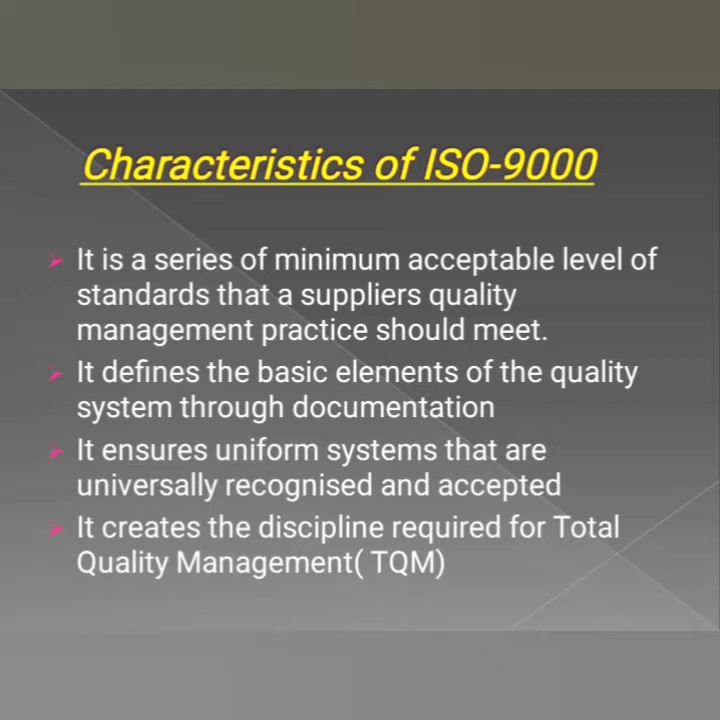 Characteristics of ISO-9000
It is a series of minimum acceptable level of
standards that a suppliers quality
management practice should meet.
It defines the basic elements of the quality
system through documentation
It ensures uniform systems that are
universally recognised and accepted
It creates the discipline required for Total
Quality Management( TQM)